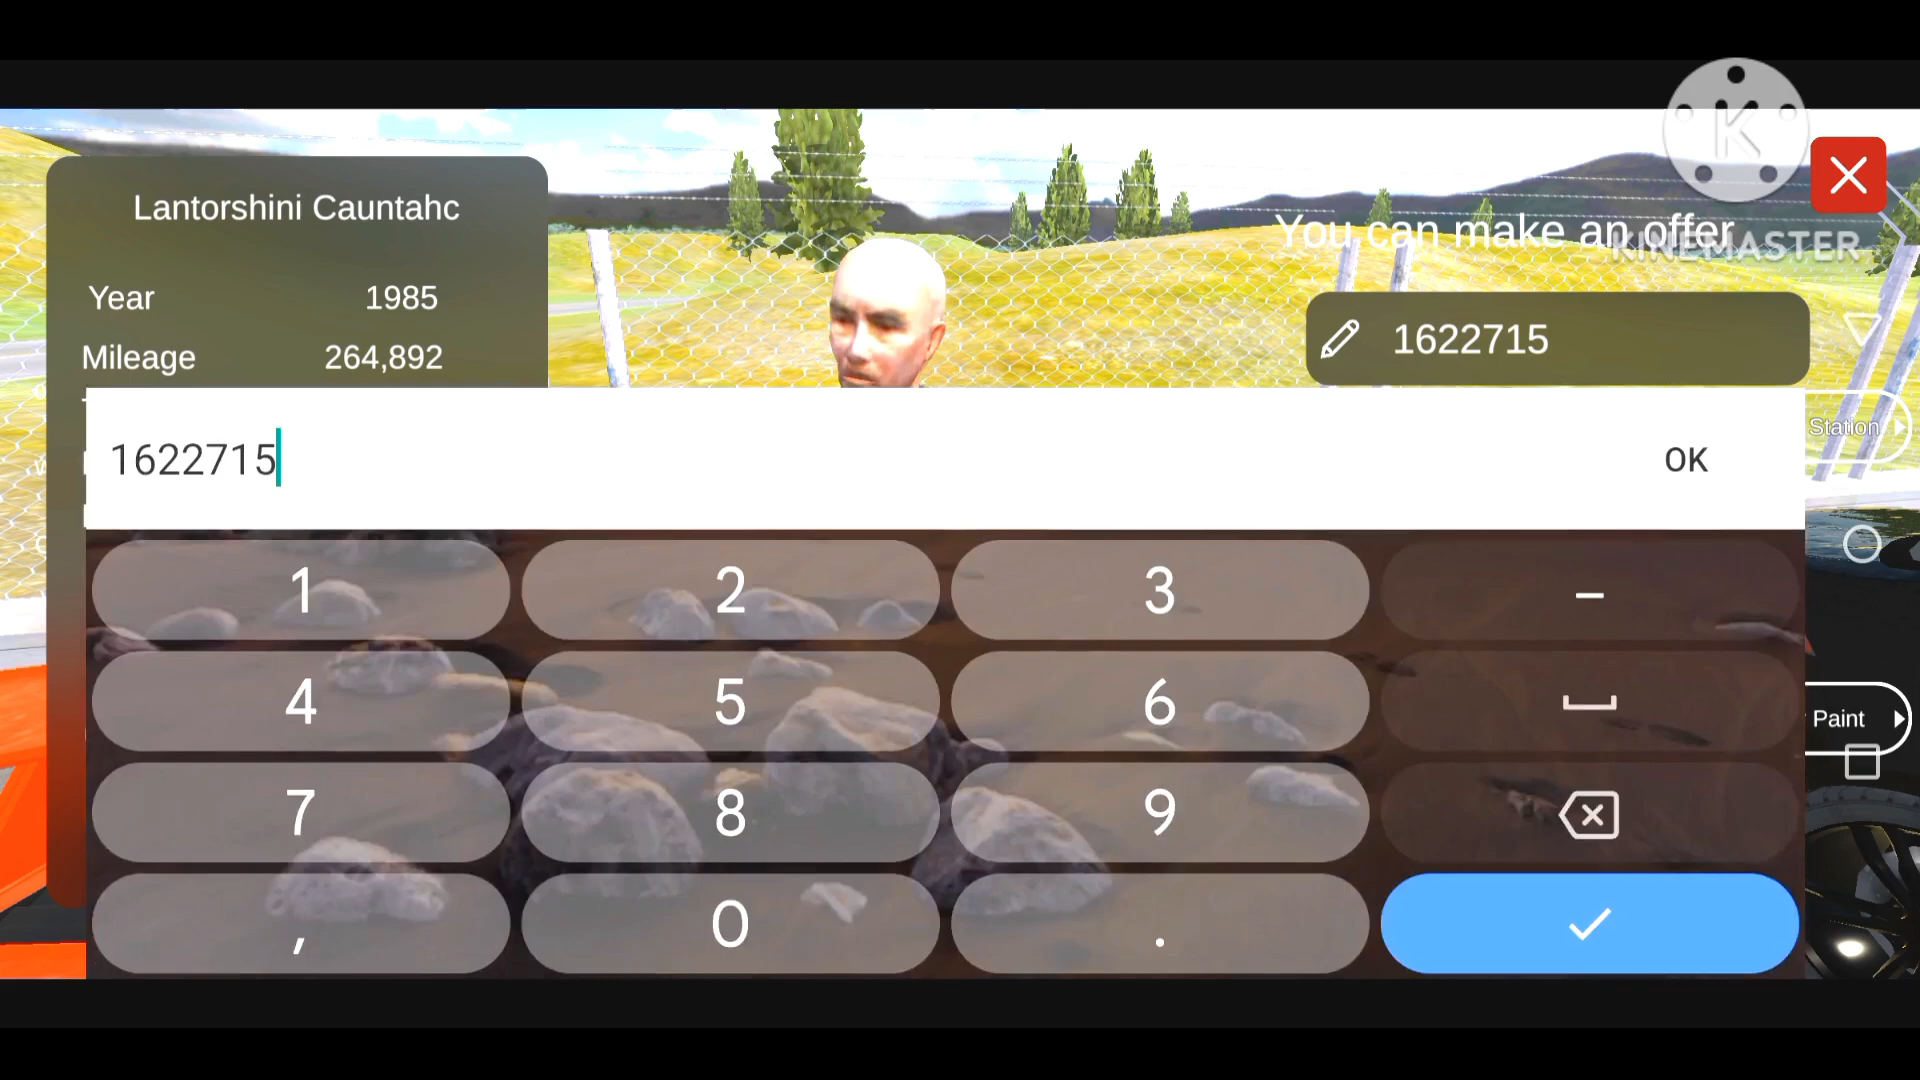 Lantorshini Cauntahc
Year 1985
Mileage 264,892
K
KINEMASTER
You can make an offer
1622715
1622715
OK
Station
Paint
1 2 3 –
4 5 6
7 8 9
, 0 .